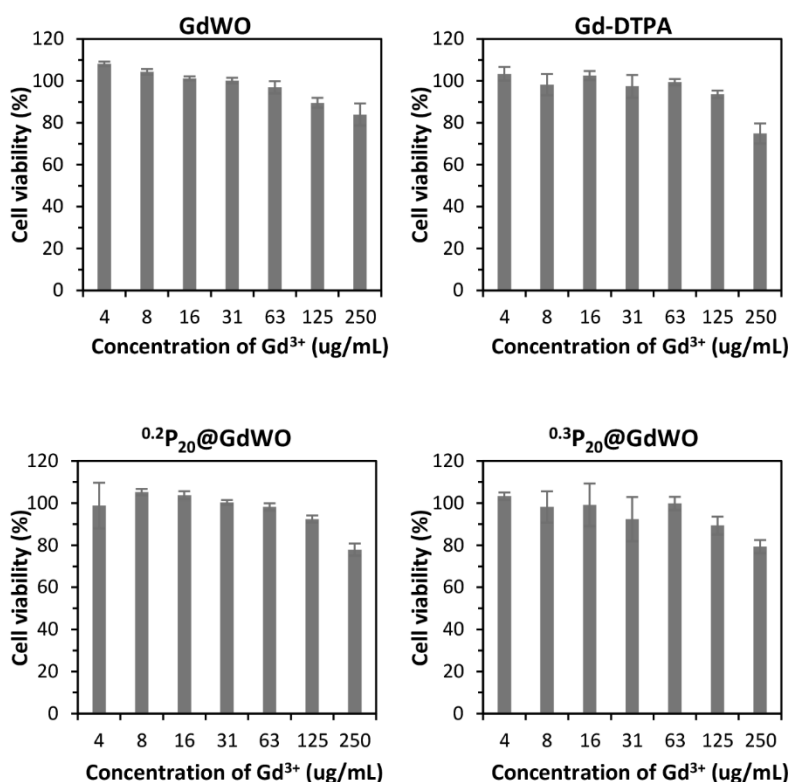 GdWO
Cell viability (%)
120
100
80
60
40
20
0
4 8 16 31 63 125 250
Concentration of Gd³⁺ (ug/mL)
Gd-DTPA
Cell viability (%)
120
100
80
60
40
20
0
4 8 16 31 63 125 250
Concentration of Gd³⁺ (ug/mL)
⁰·²P₂₀@GdWO
Cell viability (%)
120
100
80
60
40
20
0
4 8 16 31 63 125 250
Concentration of Gd³⁺ (ug/mL)
⁰·³P₂₀@GdWO
Cell viability (%)
120
100
80
60
40
20
0
4 8 16 31 63 125 250
Concentration of Gd³⁺ (ug/mL)